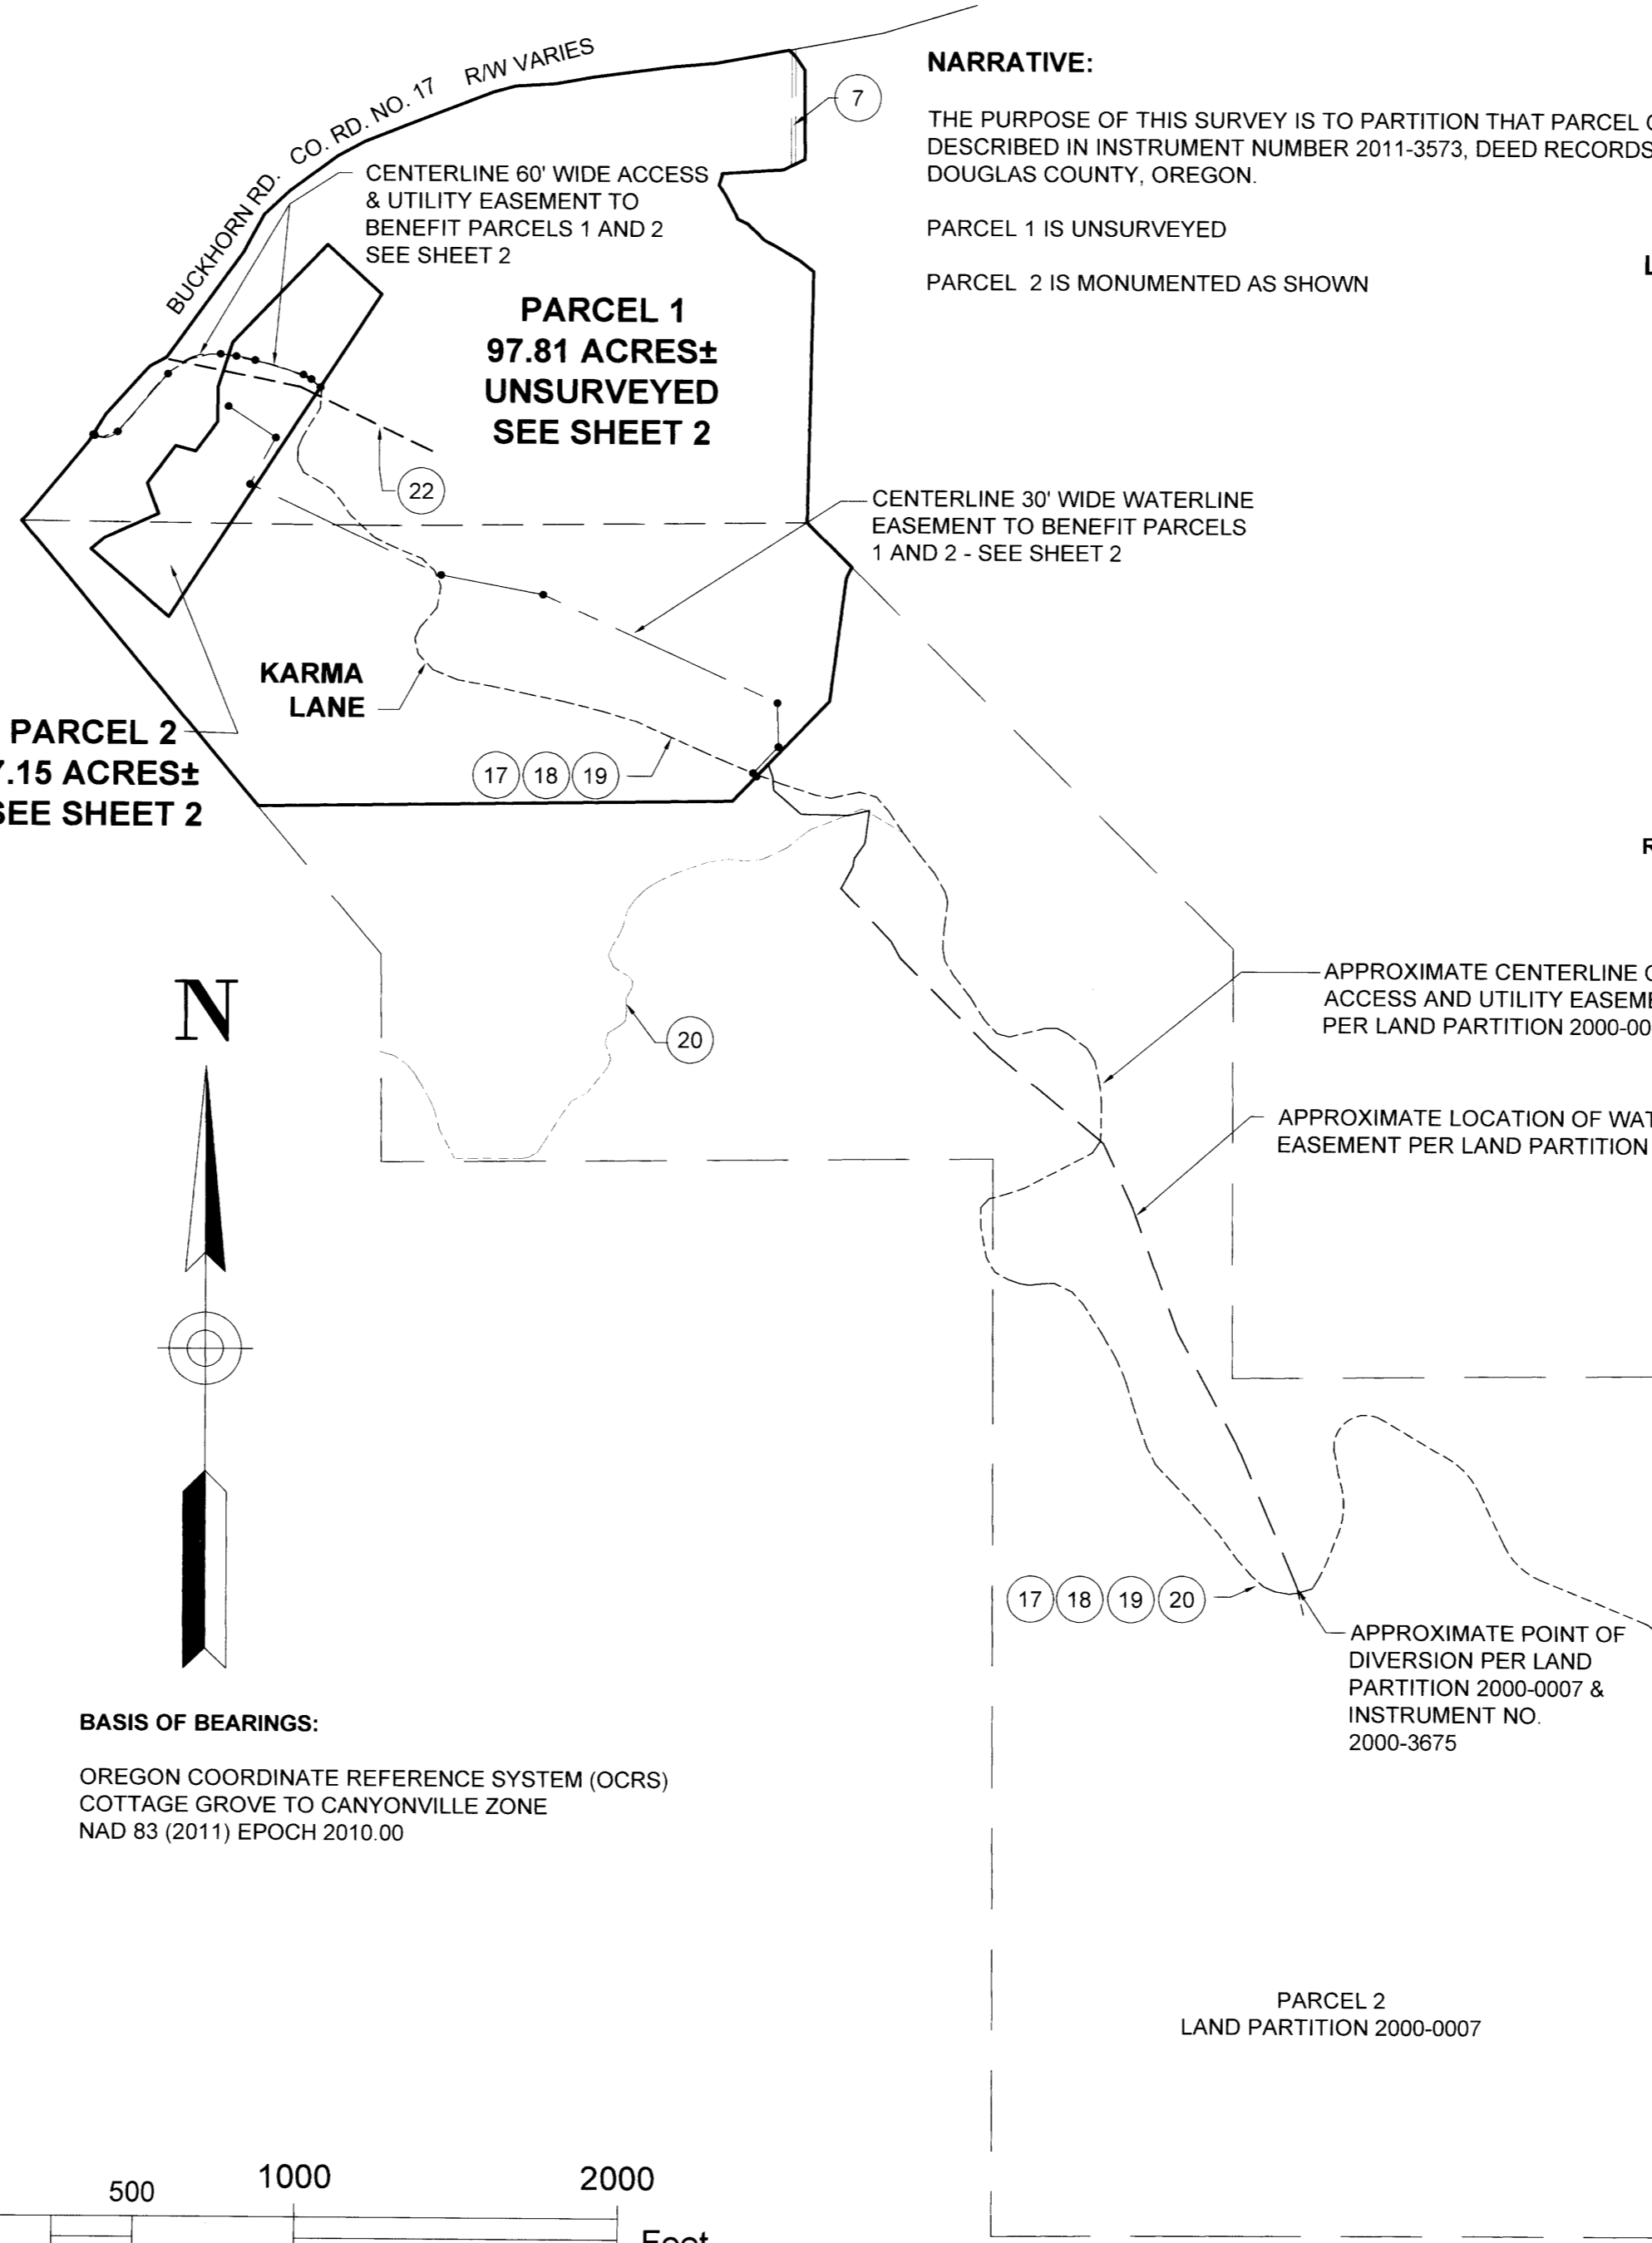 BUCKHORN RD. CO. RD. NO. 17 R/W VARIES
7
NARRATIVE:
THE PURPOSE OF THIS SURVEY IS TO PARTITION THAT PARCEL
DESCRIBED IN INSTRUMENT NUMBER 2011-3573, DEED RECORDS
DOUGLAS COUNTY, OREGON.
PARCEL 1 IS UNSURVEYED
PARCEL 2 IS MONUMENTED AS SHOWN
CENTERLINE 60' WIDE ACCESS
& UTILITY EASEMENT TO
BENEFIT PARCELS 1 AND 2
SEE SHEET 2
PARCEL 1
97.81 ACRES±
UNSURVEYED
SEE SHEET 2
22
CENTERLINE 30' WIDE WATERLINE
EASEMENT TO BENEFIT PARCELS
1 AND 2 - SEE SHEET 2
KARMA
LANE
PARCEL 2
7.15 ACRES±
SEE SHEET 2
17 18 19
20
N
APPROXIMATE CENTERLINE
ACCESS AND UTILITY
PER LAND PARTITION 2000-00
APPROXIMATE LOCATION OF
EASEMENT PER LAND PARTITION
17 18 19 20
APPROXIMATE POINT OF
DIVERSION PER LAND
PARTITION 2000-0007 &
INSTRUMENT NO.
2000-3675
BASIS OF BEARINGS:
OREGON COORDINATE REFERENCE SYSTEM (OCRS)
COTTAGE GROVE TO CANYONVILLE ZONE
NAD 83 (2011) EPOCH 2010.00
PARCEL 2
LAND PARTITION 2000-0007
500
1000
2000
Feet